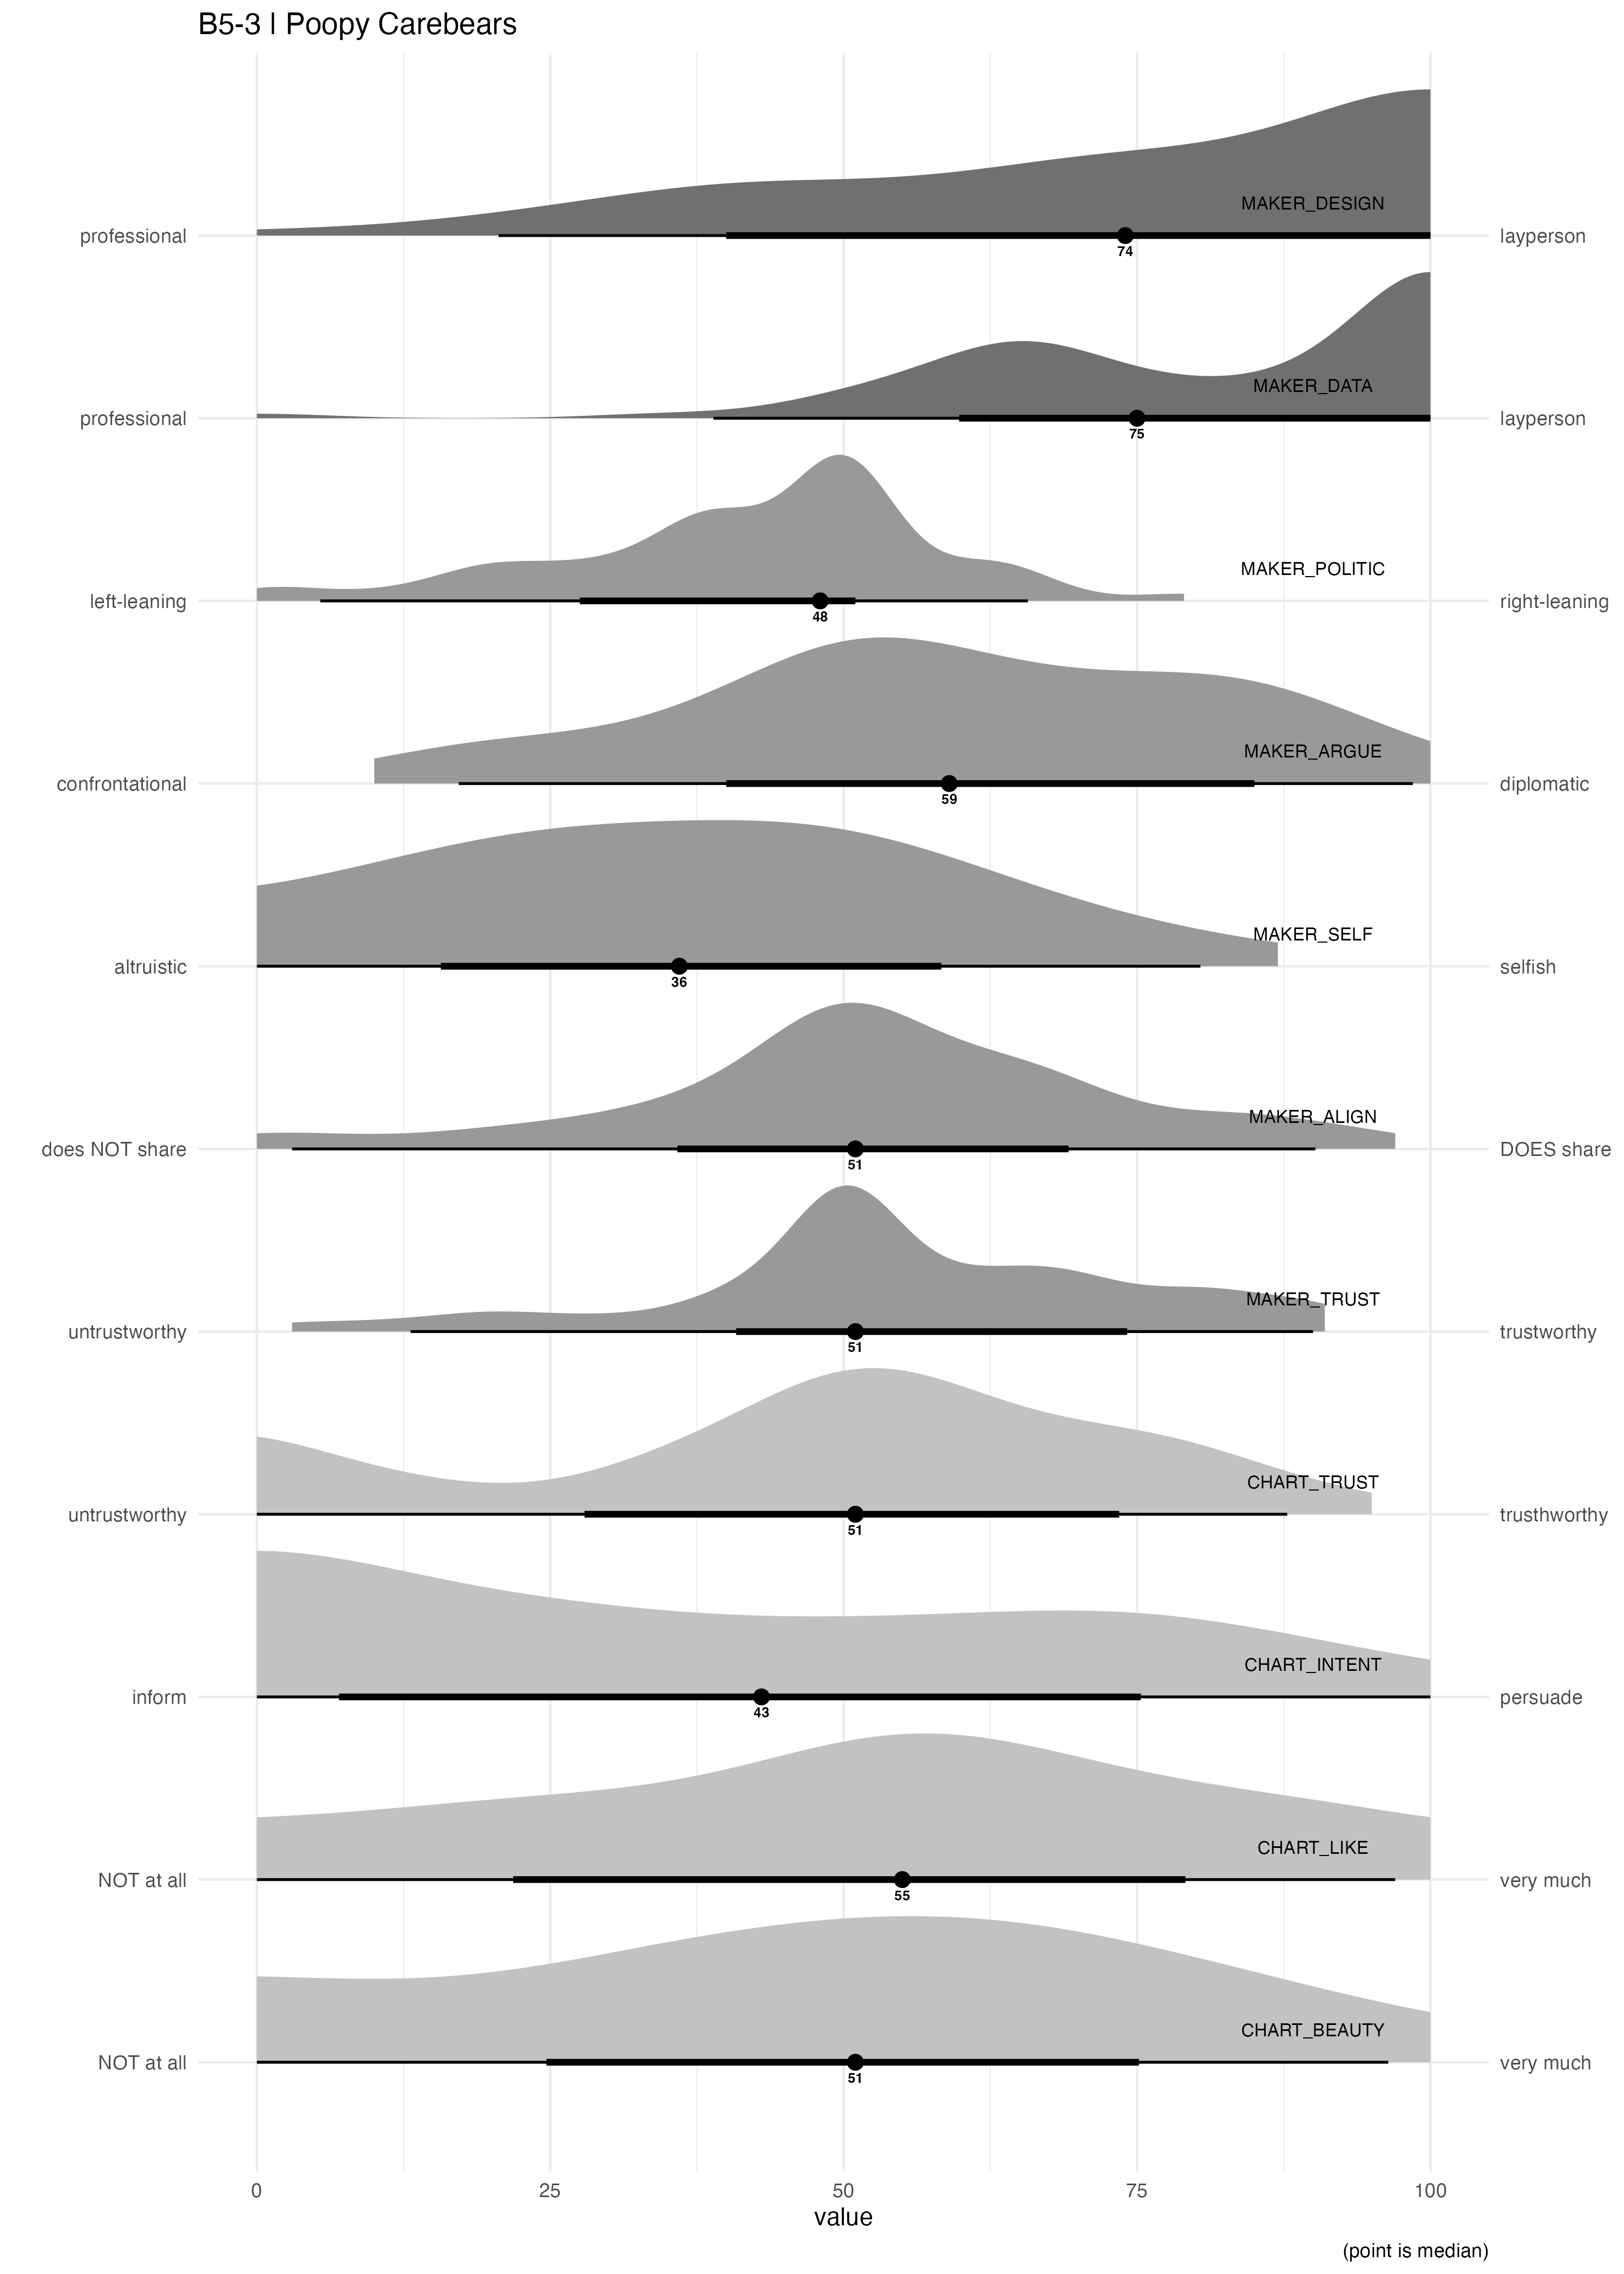 B5-3 | Poopy Carebears
MAKER_DESIGN
professional
layperson
74
MAKER_DATA
professional
layperson
75
MAKER_POLITIC
left-leaning
right-leaning
48
MAKER_ARGUE
confrontational
diplomatic
59
MAKER_SELF
altruistic
selfish
36
MAKER_ALIGN
does NOT share
DOES share
51
MAKER_TRUST
untrustworthy
trustworthy
51
CHART_TRUST
untrustworthy
trusthworthy
51
CHART_INTENT
inform
persuade
43
CHART_LIKE
NOT at all
very much
55
CHART_BEAUTY
NOT at all
very much
51
0 25 50 75 100
value
(point is median)